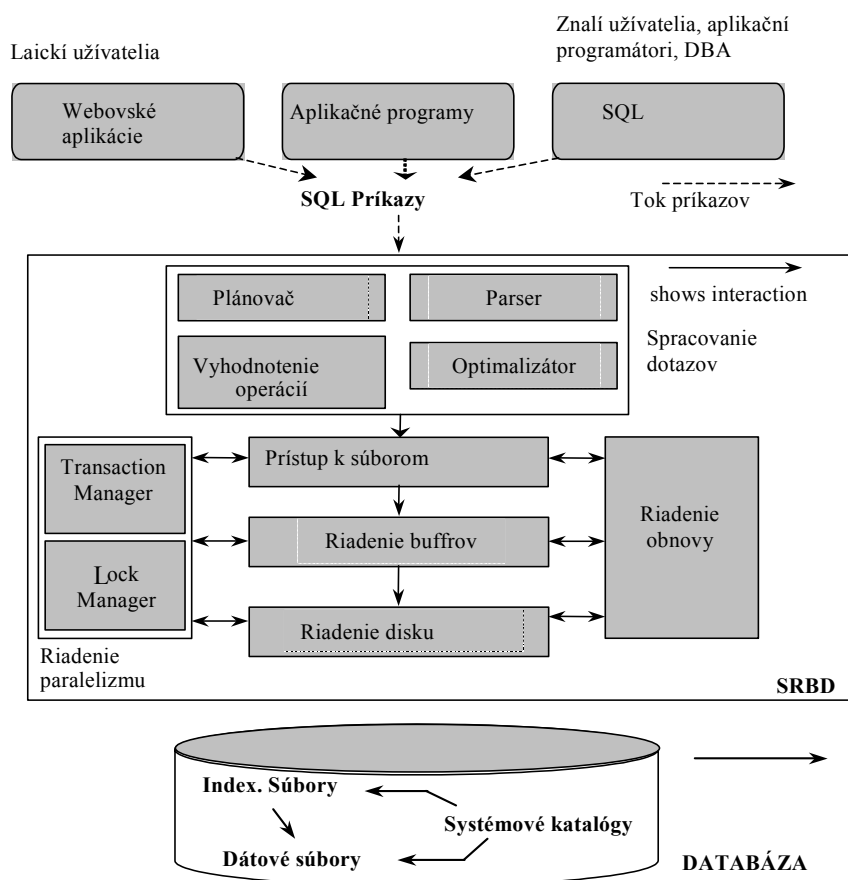 Laickí užívatelia
Znalí užívatelia, aplikační
programátori, DBA
Webovské
aplikácie
Aplikačné programy
SQL
SQL Príkazy
Tok príkazov
Plánovač
Parser
shows interaction
Vyhodnotenie
operácií
Optimalizátor
Spracovanie
dotazov
Transaction
Manager
Prístup k súborom
Riadenie
obnovy
Riadenie buffrov
Lock
Manager
Riadenie disku
Riadenie
paralelizmu
SRBD
Index. Súbory
Systémové katalógy
Dátové súbory
DATABÁZA